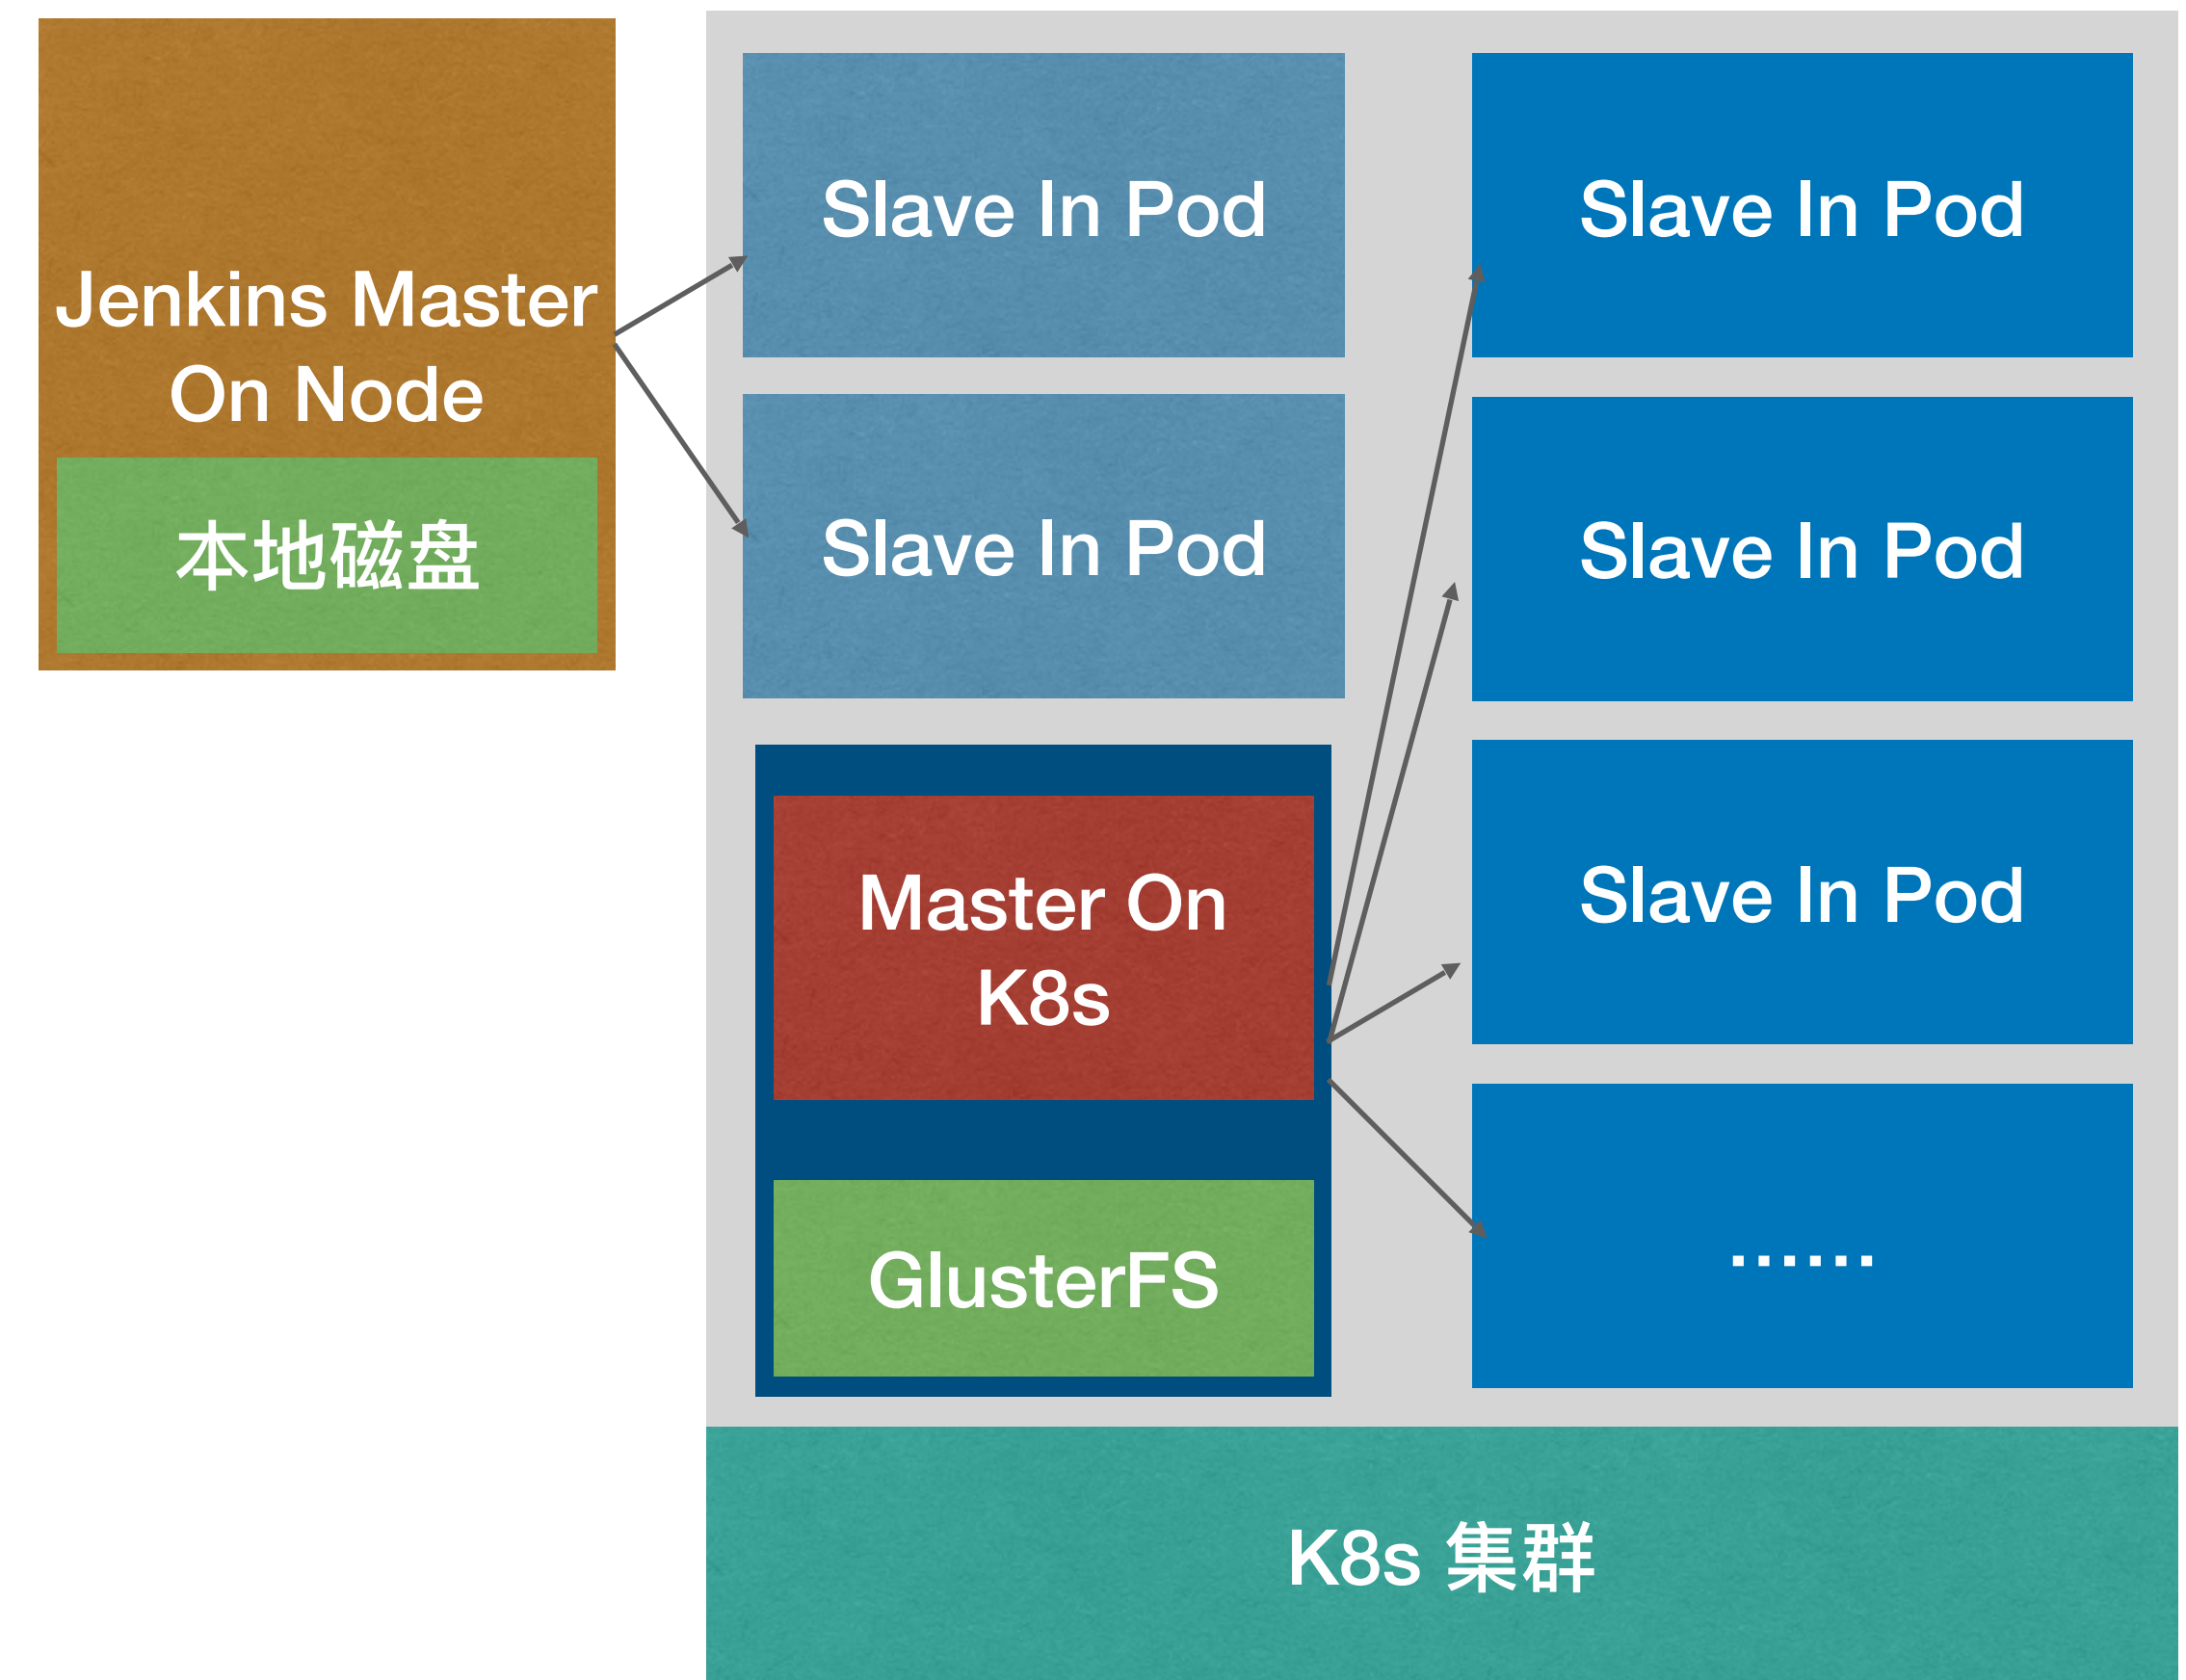 Jenkins Master
On Node
本地磁盘
Slave In Pod
Slave In Pod
Master On
K8s
GlusterFS
Slave In Pod
Slave In Pod
Slave In Pod
......
K8s 集群